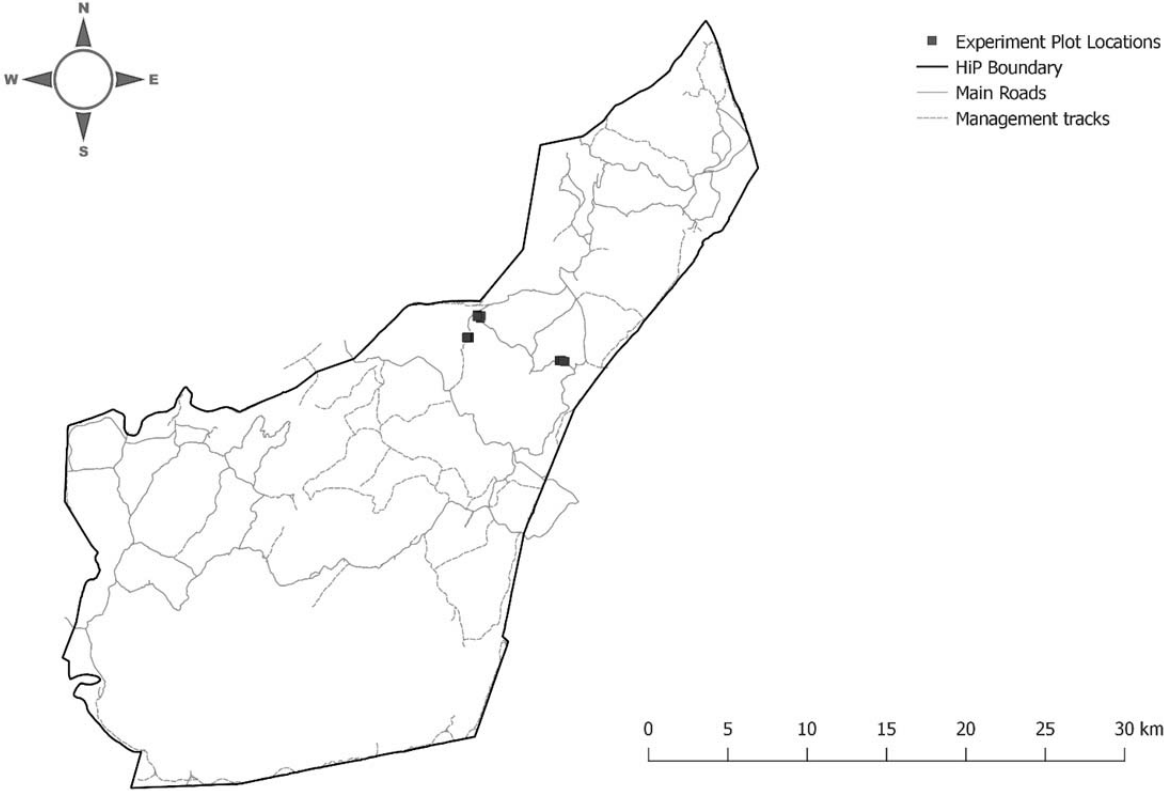 N
W E
S
Experiment Plot Locations
HiP Boundary
Main Roads
Management tracks
0 5 10 15 20 25 30 km